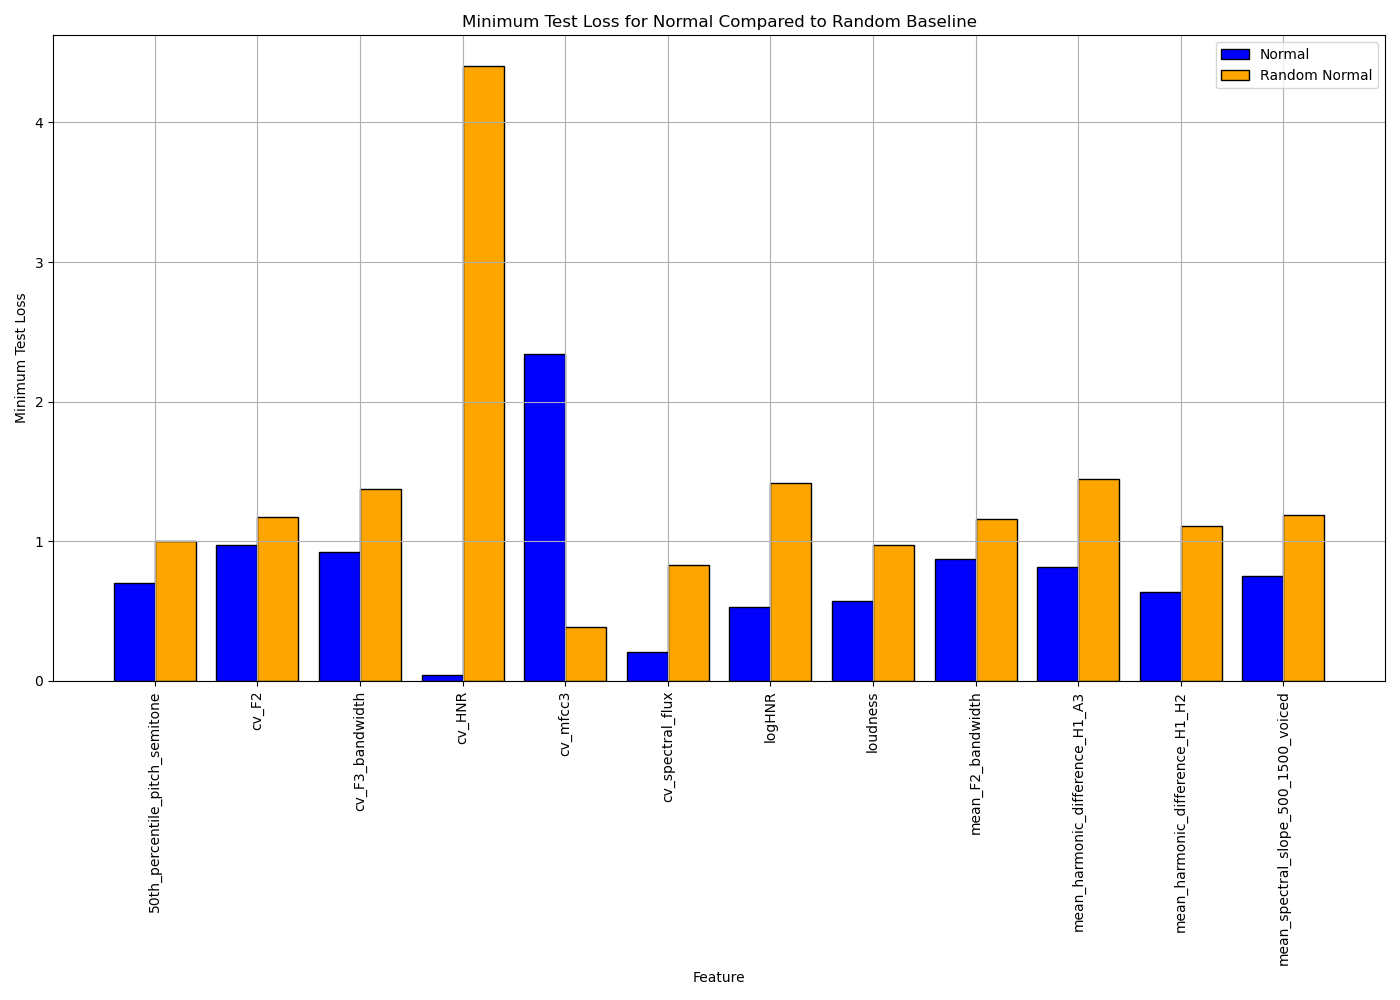 Minimum Test Loss for Normal Compared to Random Baseline
Normal
Random Normal
Minimum Test Loss
4
3
2
1
0
50th_percentile_pitch_semitone
cv_F2
cv_F3_bandwidth
cv_HNR
cv_mfcc3
cv_spectral_flux
logHNR
loudness
mean_F2_bandwidth
mean_harmonic_difference_H1_A3
mean_harmonic_difference_H1_H2
mean_spectral_slope_500_1500_voiced
Feature